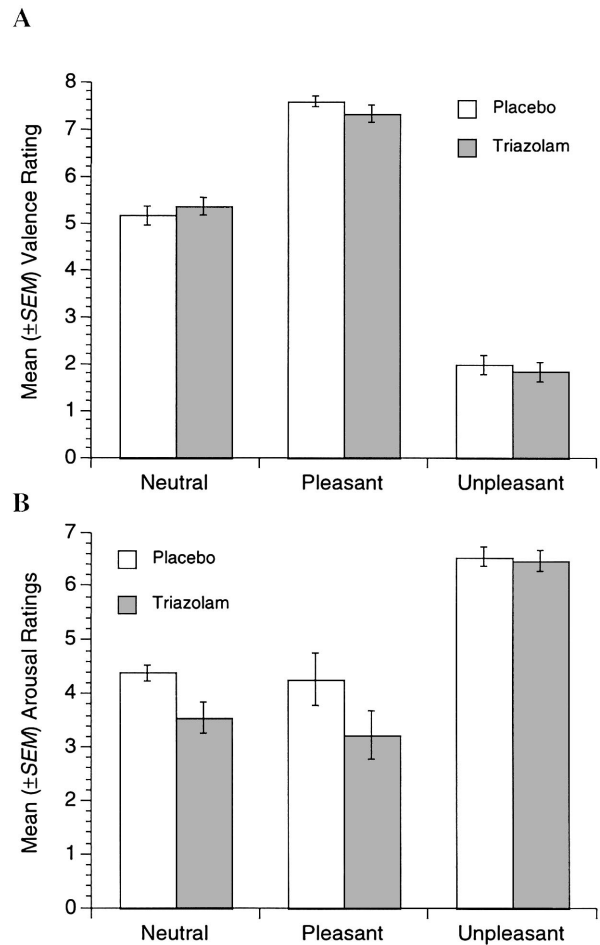 A
Mean (±SEM) Valence Rating
8
7
6
5
4
3
2
1
0
Placebo
Triazolam
Neutral Pleasant Unpleasant
B
Mean (±SEM) Arousal Ratings
7
6
5
4
3
2
1
0
Placebo
Triazolam
Neutral Pleasant Unpleasant